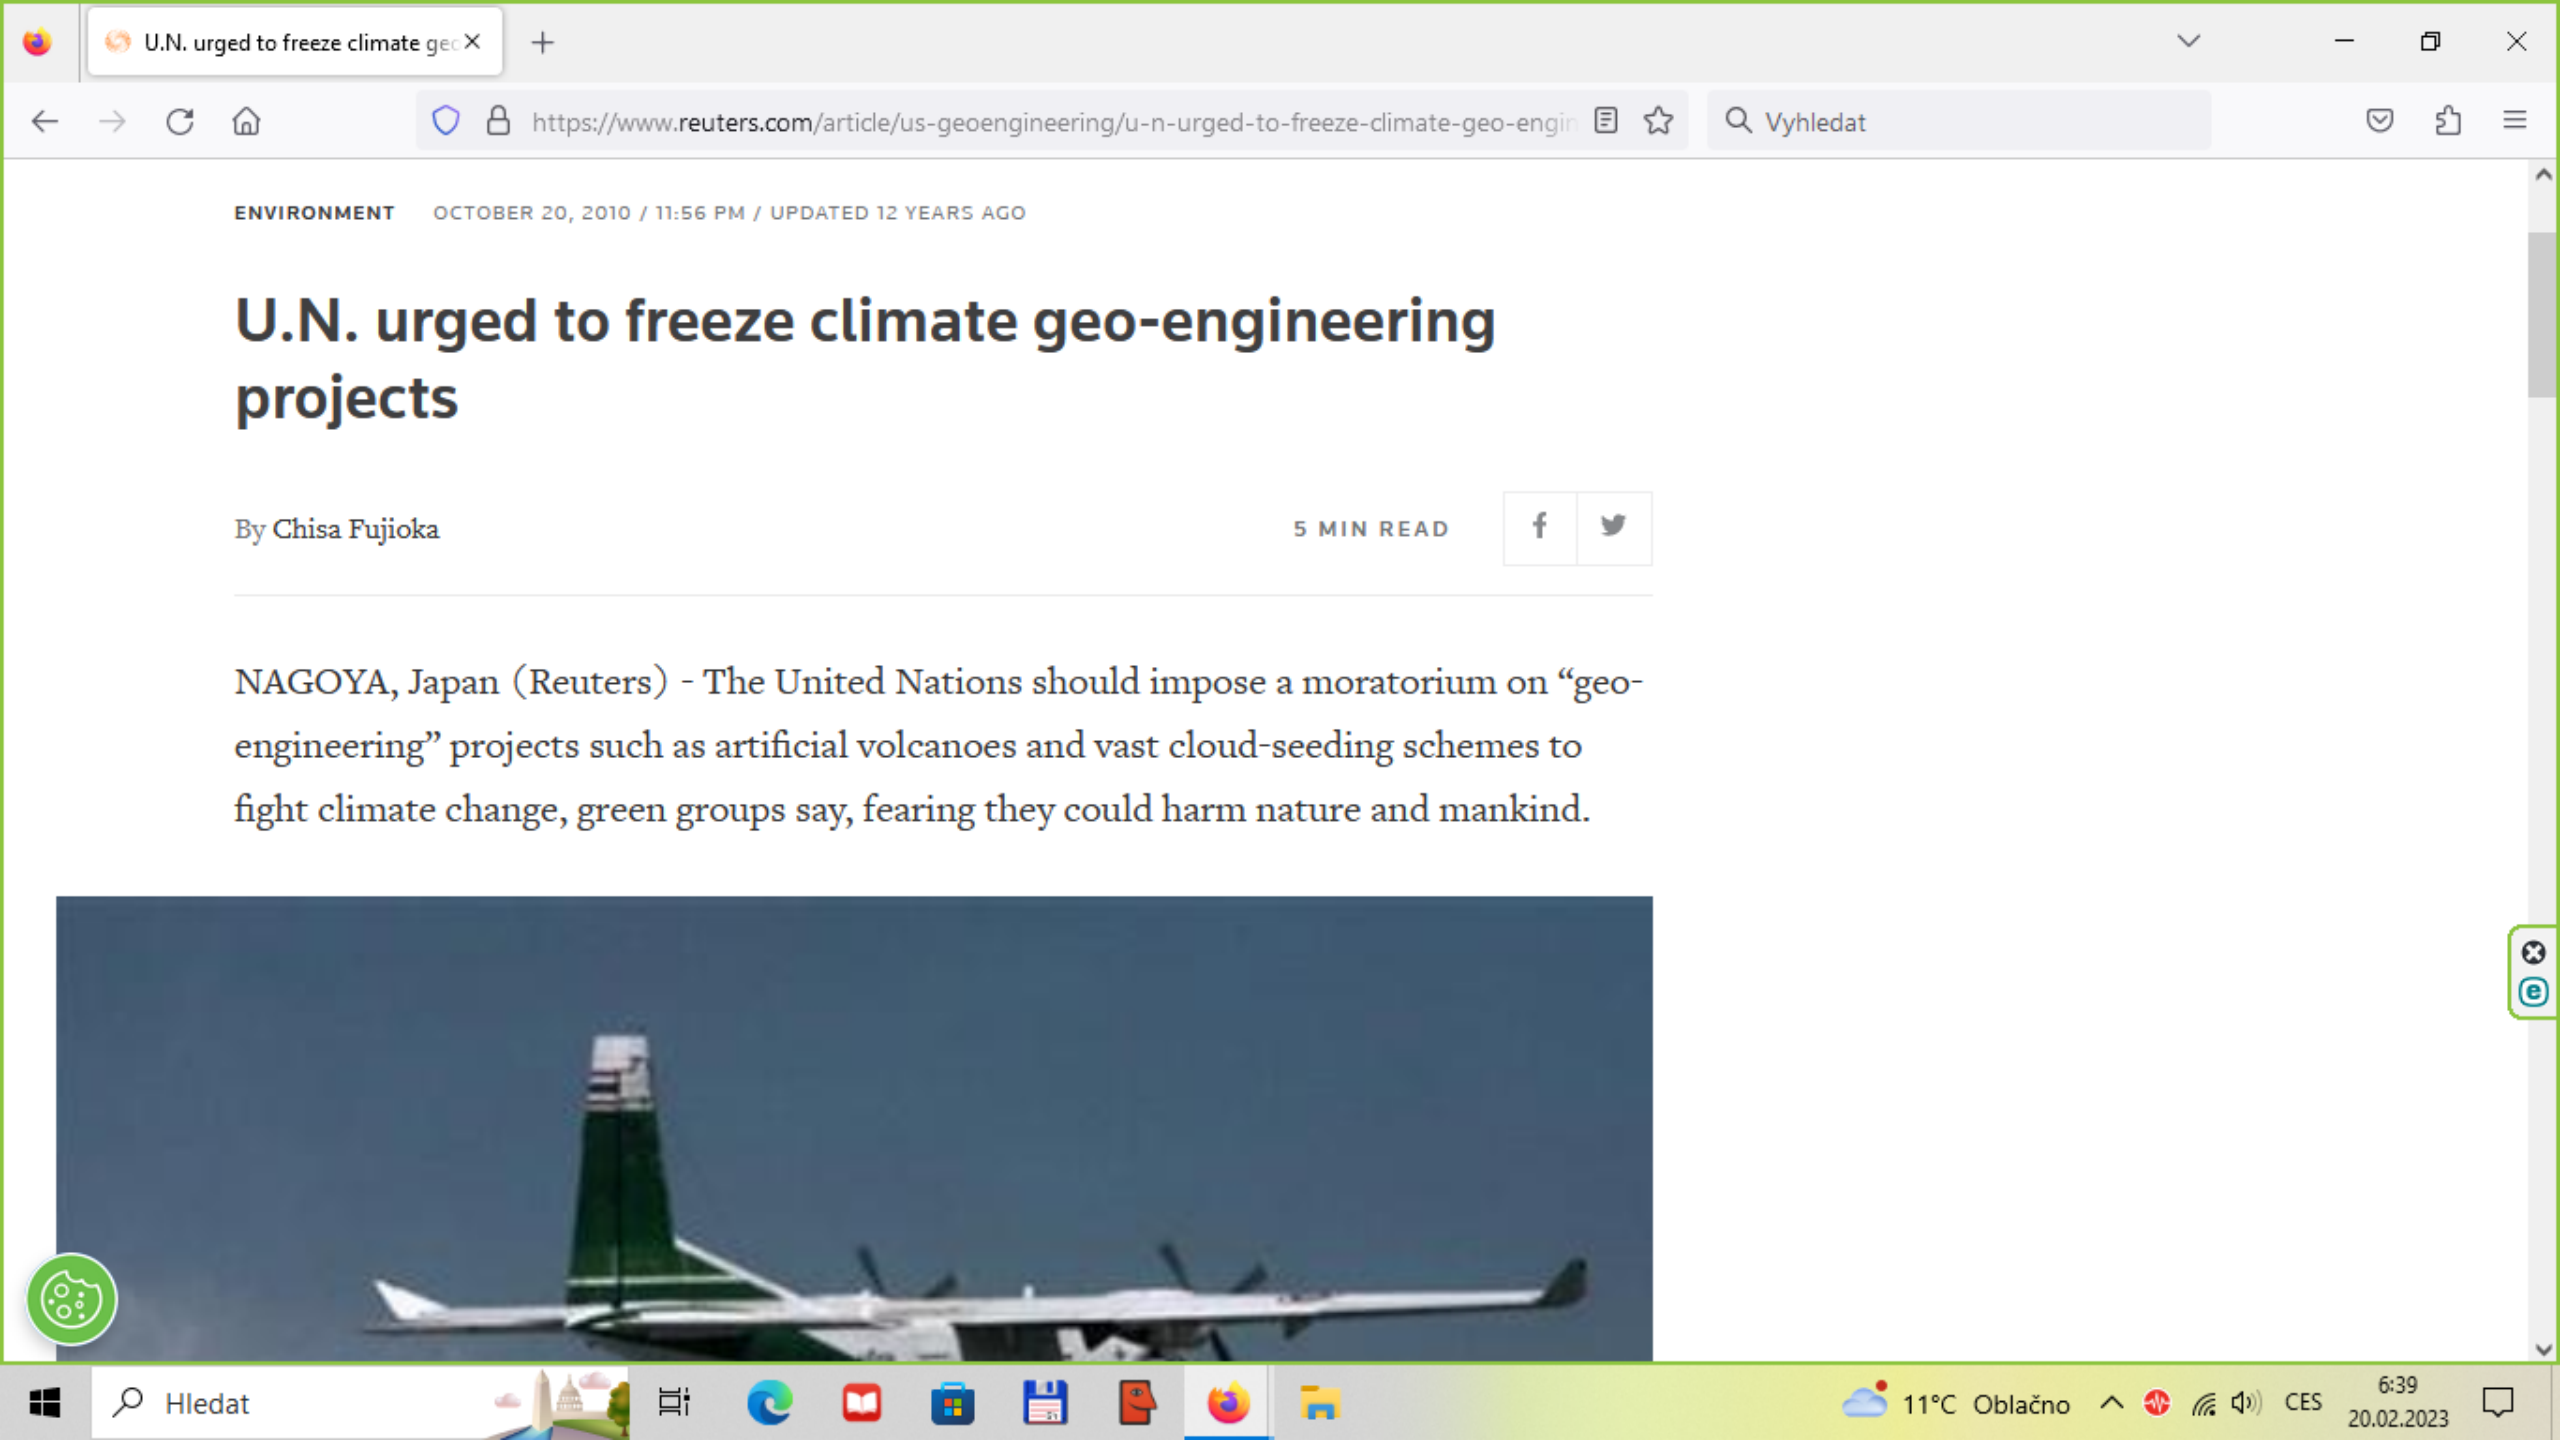 U.N. urged to freeze climate geo
https://www.reuters.com/article/us-geoengineering/u-n-urged-to-freeze-climate-geo-engin
Vyhledat
ENVIRONMENT OCTOBER 20, 2010 / 11:56 PM / UPDATED 12 YEARS AGO
U.N. urged to freeze climate geo-engineering
projects
By Chisa Fujioka
5 MIN READ
NAGOYA, Japan (Reuters) - The United Nations should impose a moratorium on “geo-
engineering” projects such as artificial volcanoes and vast cloud-seeding schemes to
fight climate change, green groups say, fearing they could harm nature and mankind.
Hledat
11°C Oblačno
CES
6:39
20.02.2023